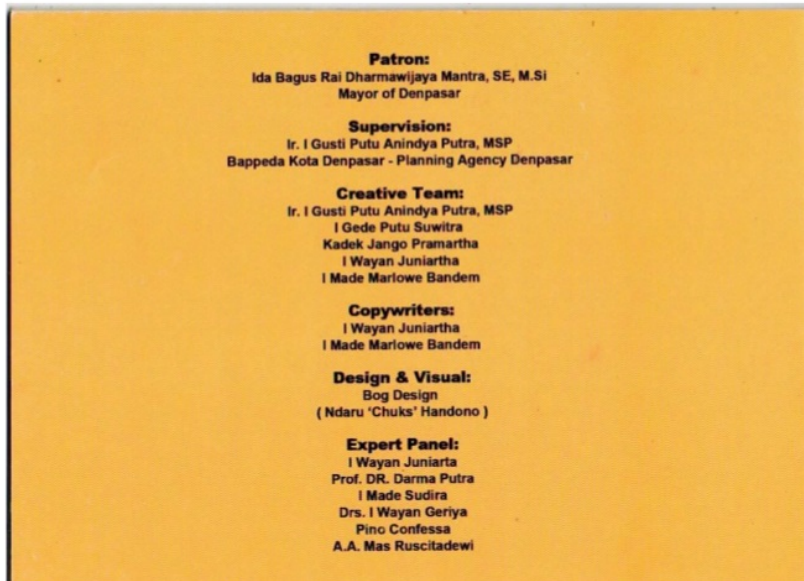 Patron:
Ida Bagus Rai Dharmawijaya Mantra, SE, M.Si
Mayor of Denpasar
Supervision:
Ir. I Gusti Putu Anindya Putra, MSP
Bappeda Kota Denpasar - Planning Agency Denpasar
Creative Team:
Ir. I Gusti Putu Anindya Putra, MSP
I Gede Putu Suwitra
Kadek Jango Pramartha
I Wayan Juniartha
I Made Marlowe Bandem
Copywriters:
I Wayan Juniartha
I Made Marlowe Bandem
Design & Visual:
Bog Design
( Ndaru ‘Chuks’ Handono )
Expert Panel:
I Wayan Juniarta
Prof. DR. Darma Putra
I Made Sudira
Drs. I Wayan Geriya
Pino Confessa
A.A. Mas Ruscitadewi